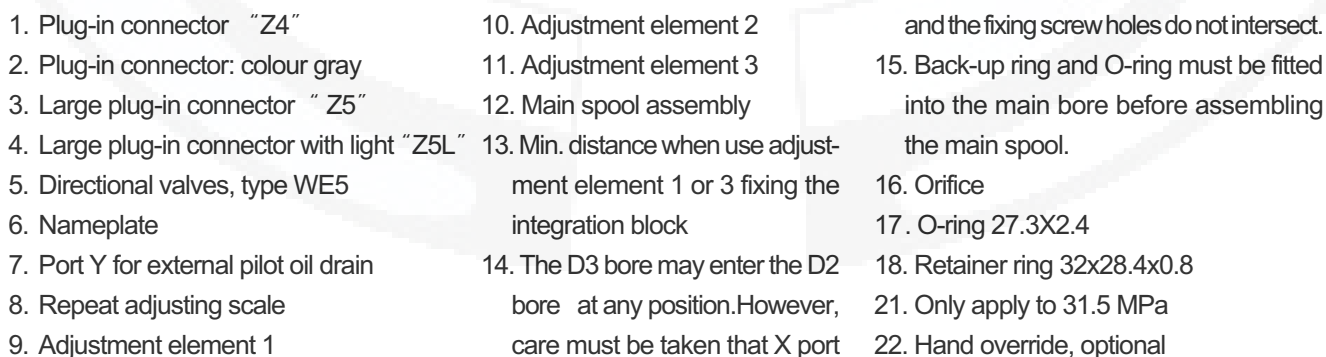 1. Plug-in connector ″Z4″
2. Plug-in connector: colour gray
3. Large plug-in connector ″ Z5″
4. Large plug-in connector with light ″Z5L″
5. Directional valves, type WE5
6. Nameplate
7. Port Y for external pilot oil drain
8. Repeat adjusting scale
9. Adjustment element 1
10. Adjustment element 2
11. Adjustment element 3
12. Main spool assembly
13. Min. distance when use adjust-
ment element 1 or 3 fixing the
integration block
14. The D3 bore may enter the D2
bore at any position.However,
care must be taken that X port
and the fixing screw holes do not intersect.
15. Back-up ring and O-ring must be fitted
into the main bore before assembling
the main spool.
16. Orifice
17. O-ring 27.3X2.4
18. Retainer ring 32x28.4x0.8
21. Only apply to 31.5 MPa
22. Hand override, optional